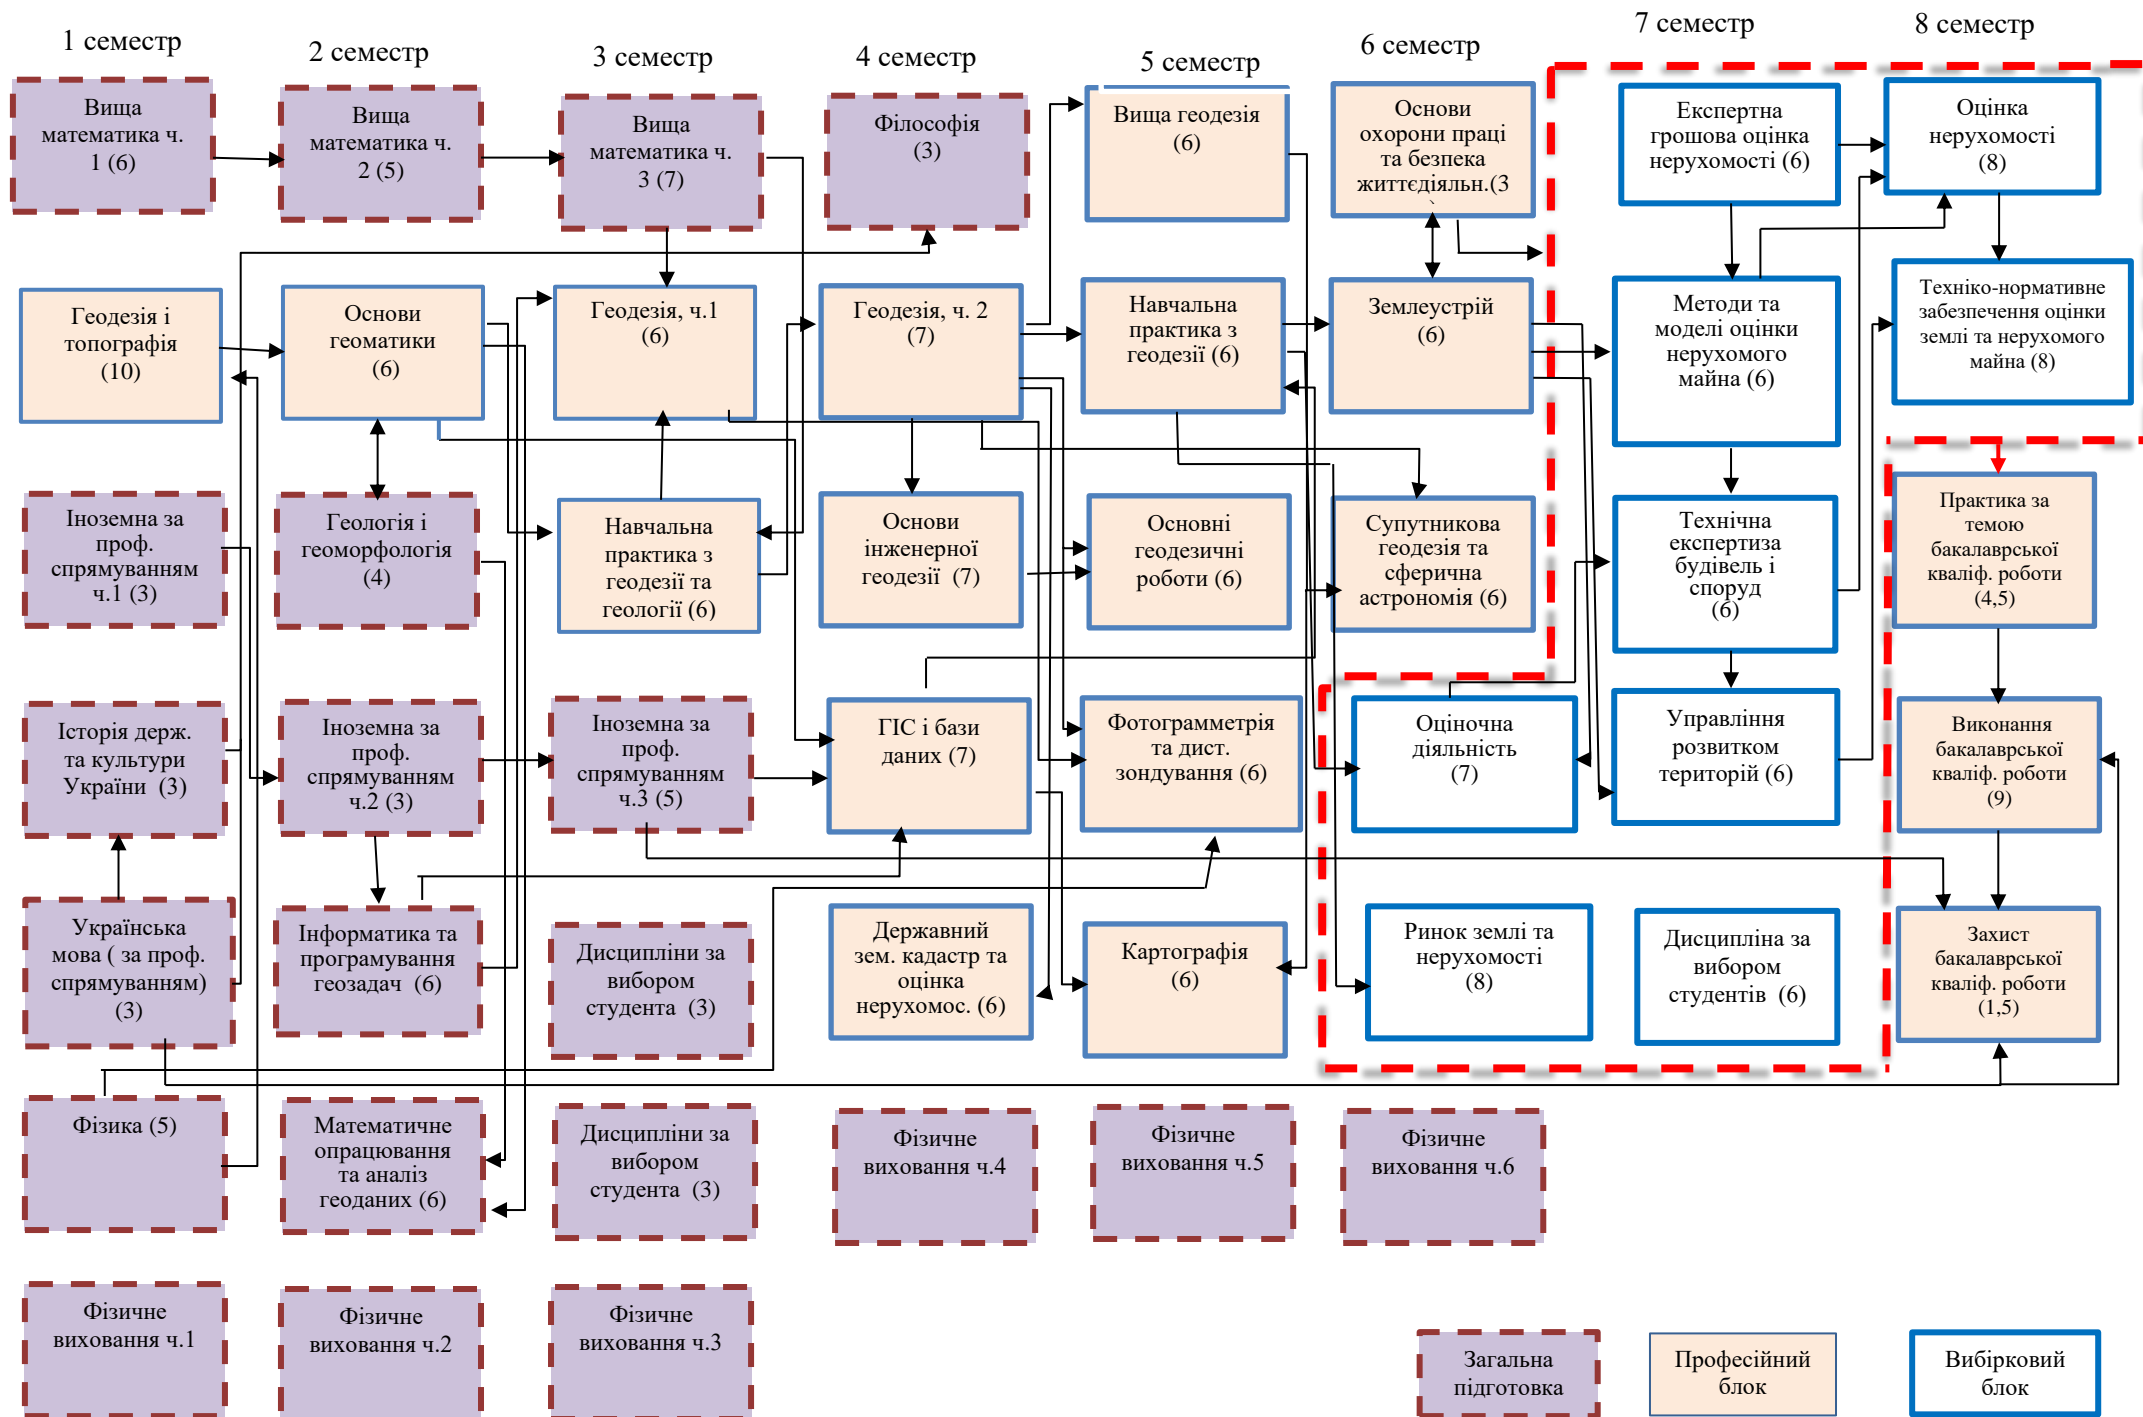 1 семестр
2 семестр
3 семестр
4 семестр
5 семестр
6 семестр
7 семестр
8 семестр
Вища
математика ч.
1 (6)
Вища
математика ч.
2 (5)
Вища
математика ч.
3 (7)
Філософія
(3)
Вища геодезія
(6)
Основи
охорони праці
та безпека
життєдіяльн.(3
Експертна
грошова оцінка
нерухомості (6)
Оцінка
нерухомості
(8)
Геодезія і
топографія
(10)
Основи
геоматики
(6)
Геодезія, ч.1
(6)
Геодезія, ч. 2
(7)
Навчальна
практика з
геодезії (6)
Землеустрій
(6)
Методи та
моделі оцінки
нерухомого
майна (6)
Техніко-нормативне
забезпечення оцінки
землі та нерухомого
майна (8)
Іноземна за
проф.
спрямуванням
ч.1 (3)
Геологія і
геоморфологія
(4)
Навчальна
практика з
геодезії та
геології (6)
Основи
інженерної
геодезії (7)
Основні
геодезичні
роботи (6)
Супутникова
геодезія та
сферична
астрономія (6)
Технічна
експертиза
будівель і
споруд
(6)
Практика за
темою
бакалаврської
кваліф. роботи
(4,5)
Історія держ.
та культури
України (3)
Іноземна за
проф.
спрямуванням
ч.2 (3)
Іноземна за
проф.
спрямуванням
ч.3 (5)
ГІС і бази
даних (7)
Фотограмметрія
та дист.
зондування (6)
Оціночна
діяльність
(7)
Управління
розвитком
територій (6)
Виконання
бакалаврської
кваліф. роботи
(9)
Українська
мова ( за проф.
спрямуванням)
(3)
Інформатика та
програмування
геозадач (6)
Дисципліни за
вибором
студента (3)
Державний
зем. кадастр та
оцінка
нерухомос. (6)
Картографія
(6)
Ринок землі та
нерухомості
(8)
Дисципліна за
вибором
студентів (6)
Захист
бакалаврської
кваліф. роботи
(1,5)
Фізика (5)
Математичне
опрацювання
та аналіз
геоданих (6)
Дисципліни за
вибором
студента (3)
Фізичне
виховання ч.4
Фізичне
виховання ч.5
Фізичне
виховання ч.6
Фізичне
виховання ч.1
Фізичне
виховання ч.2
Фізичне
виховання ч.3
Загальна
підготовка
Професійний
блок
Вибірковий
блок